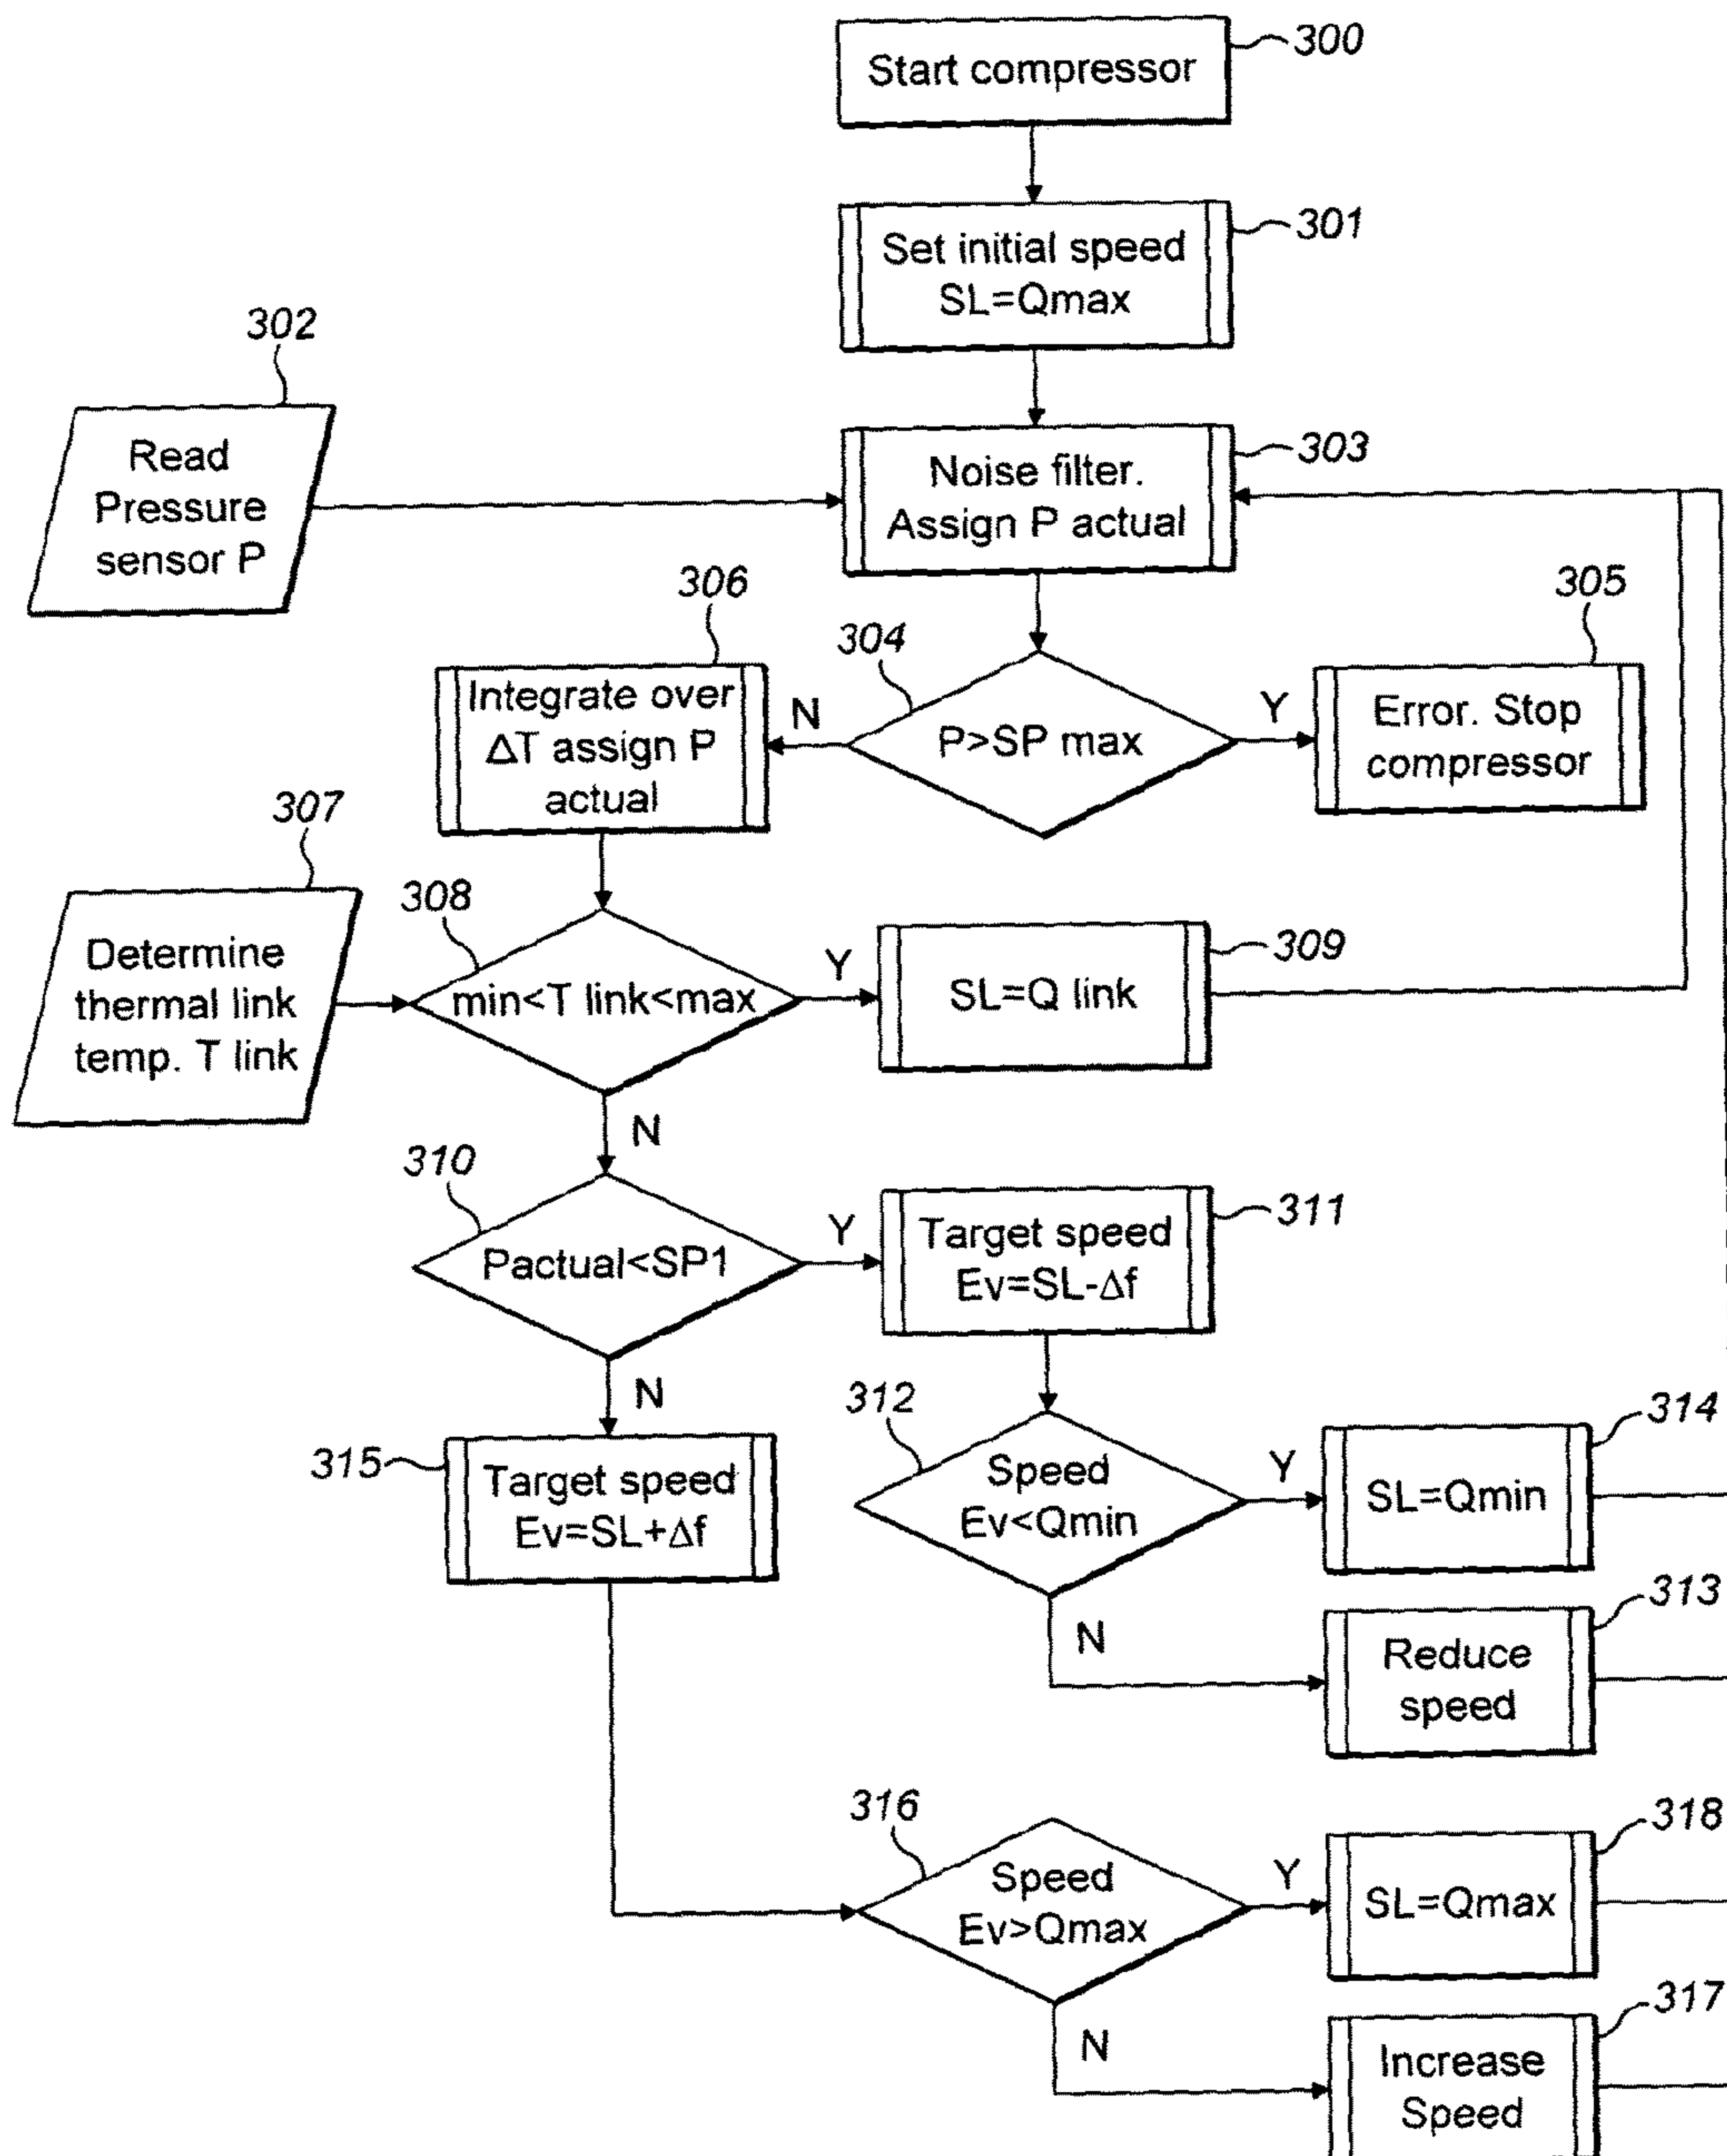 300
Start compressor
301
Set initial speed
SL=Qmax
302
Read
Pressure
sensor P
303
Noise filter.
Assign P actual
304
P>SP max
N
Y
305
Error. Stop
compressor
306
Integrate over
ΔT assign P
actual
307
Determine
thermal link
temp. T link
308
min<T link<max
Y
N
309
SL=Q link
310
Pactual<SP1
Y
N
311
Target speed
Ev=SL-Δf
312
Speed
Ev<Qmin
Y
N
314
SL=Qmin
313
Reduce
speed
315
Target speed
Ev=SL+Δf
316
Speed
Ev>Qmax
Y
N
318
SL=Qmax
317
Increase
Speed